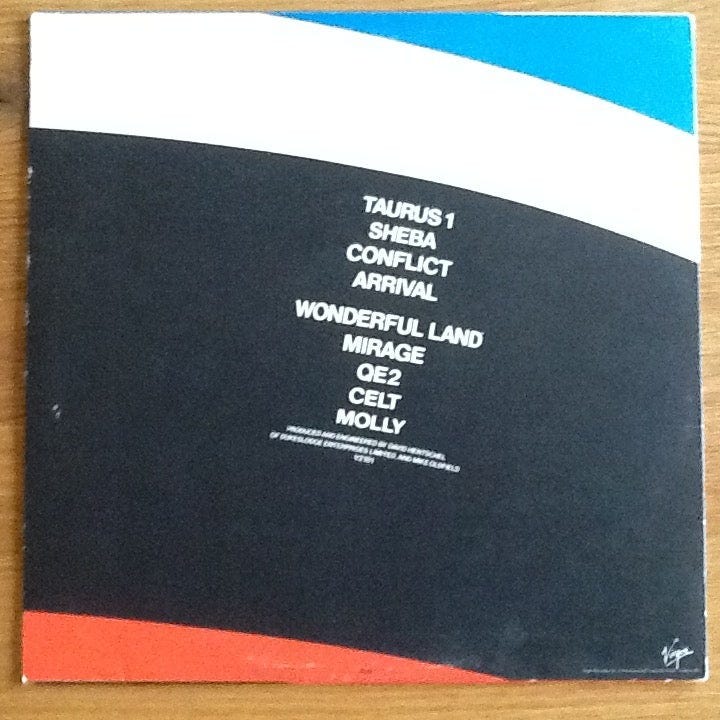 TAURUS 1
SHEBA
CONFLICT
ARRIVAL
WONDERFUL LAND
MIRAGE
QE2
CELT
MOLLY
PRODUCED AND ENGINEERED BY DAVID HENTSCHEL
OF DUKESLODGE ENTERPRISES LIMITED, AND MIKE OLDFIELD
V2181
Virgin